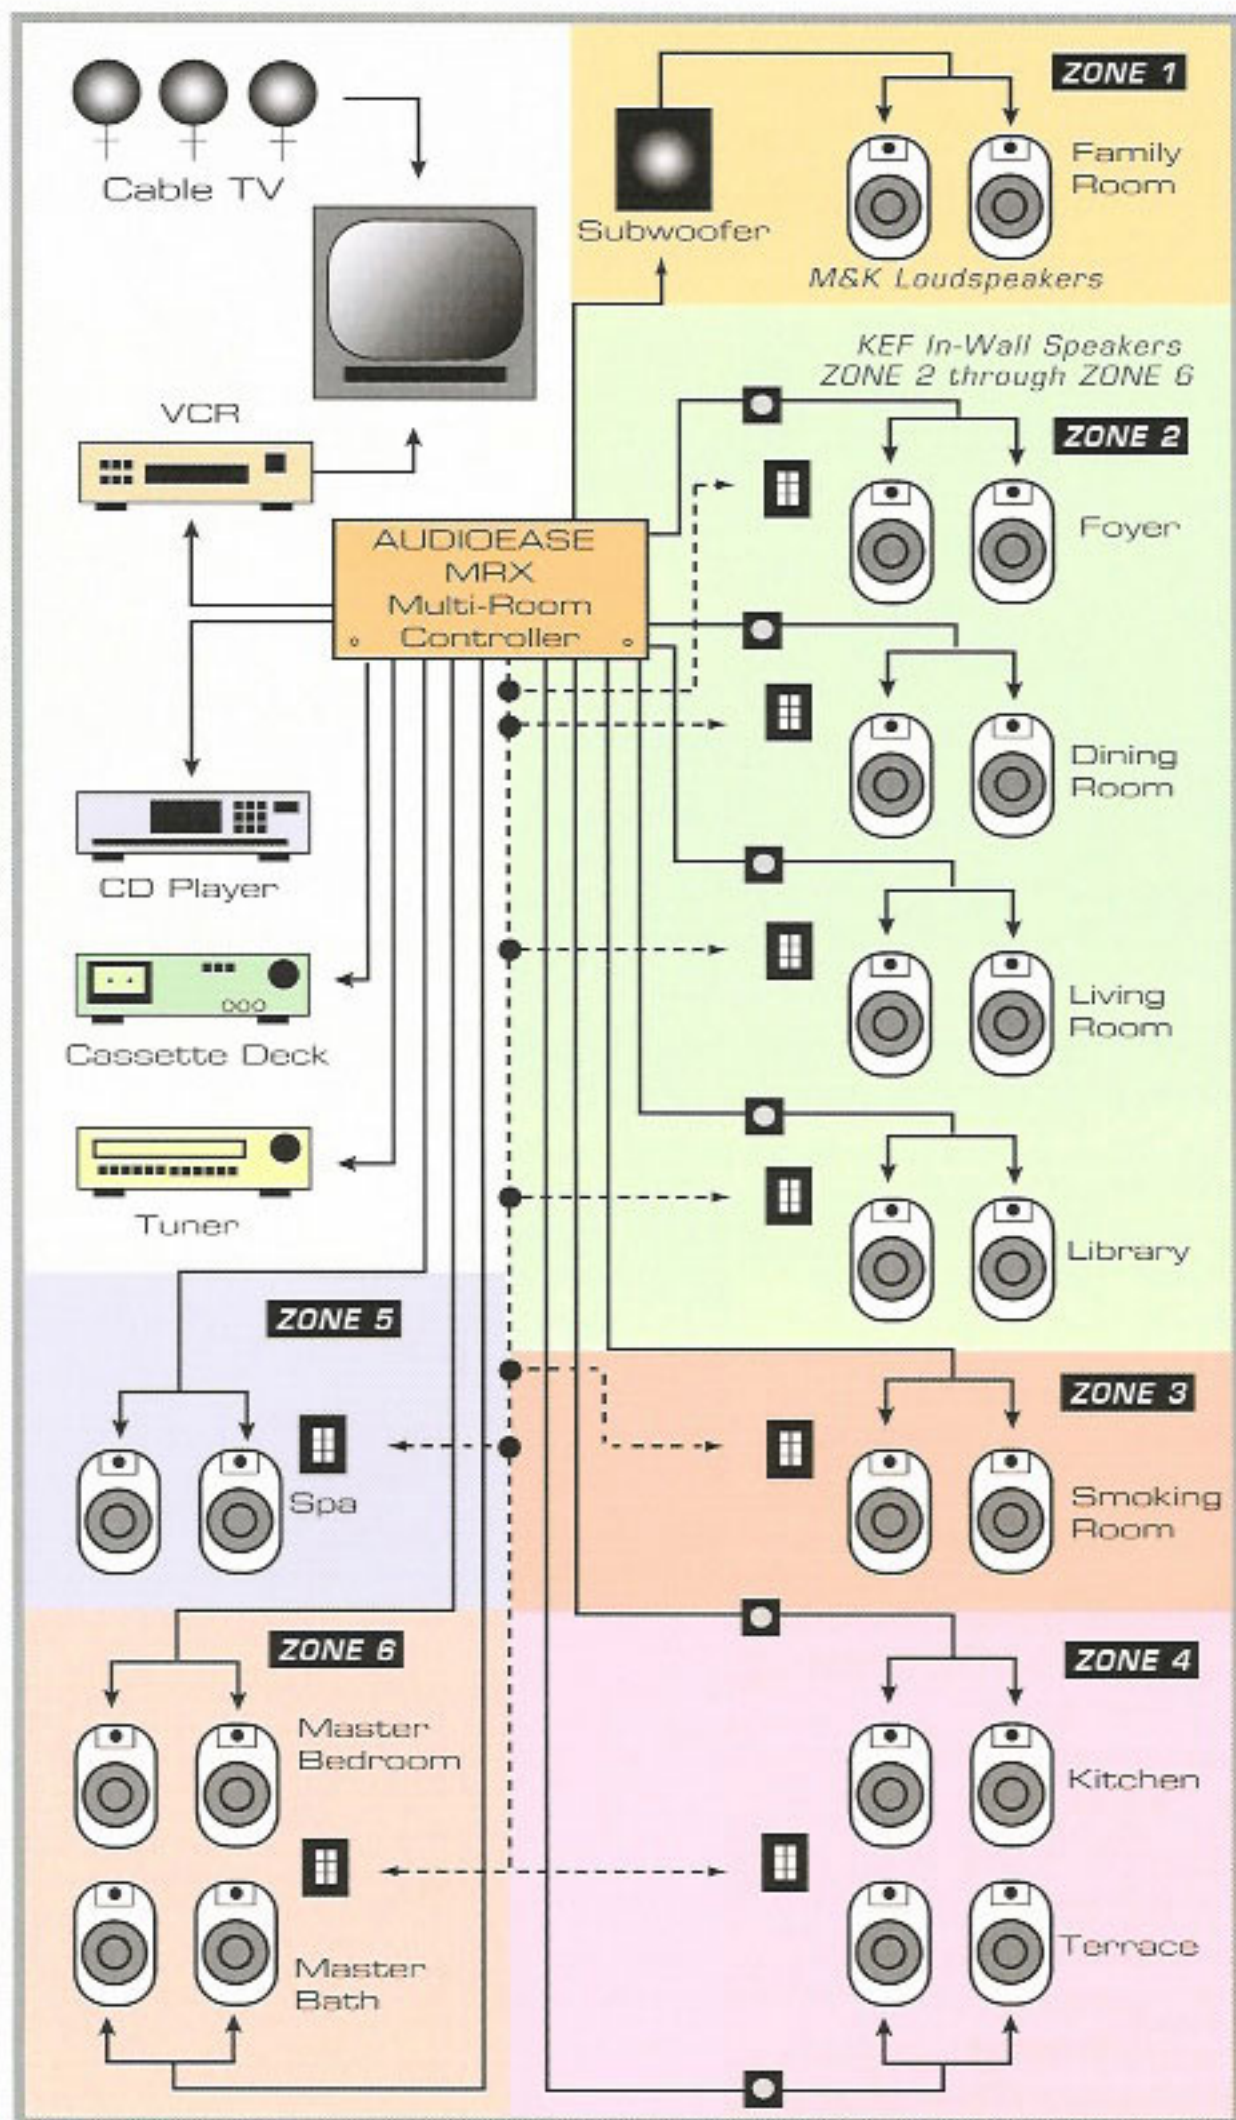 Cable TV
VCR
AUDIOEASE
MRX
Multi-Room
Controller
CD Player
Cassette Deck
Tuner
ZONE 1
Subwoofer
Family
Room
M&K Loudspeakers
KEF In-Wall Speakers
ZONE 2 through ZONE 6
ZONE 2
Foyer
Dining
Room
Living
Room
Library
ZONE 3
Smoking
Room
ZONE 4
Kitchen
Terrace
ZONE 5
Spa
ZONE 6
Master
Bedroom
Master
Bath